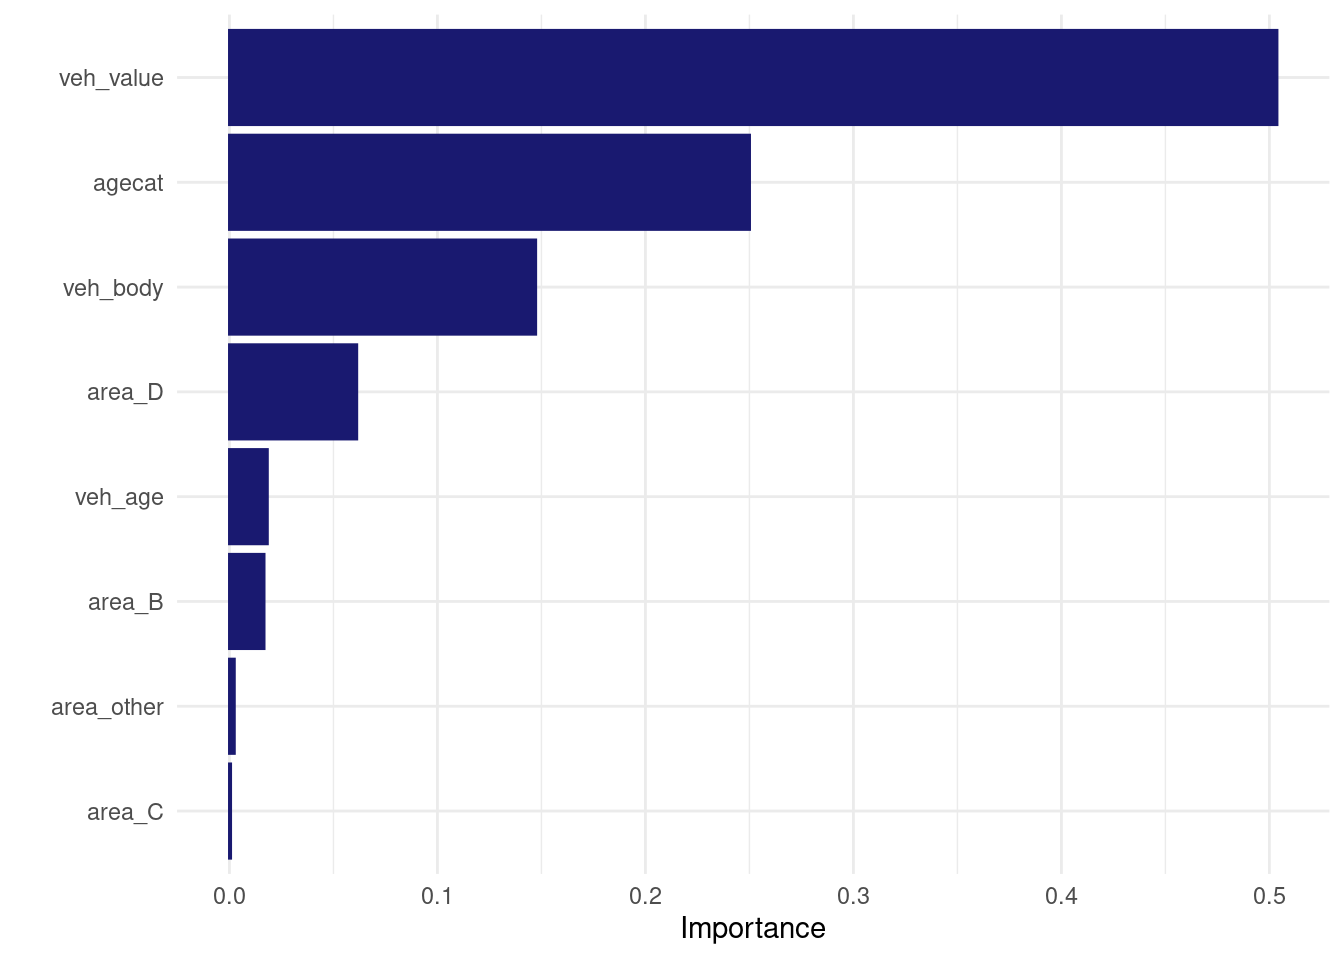 veh_value
agecat
veh_body
area_D
veh_age
area_B
area_other
area_C
0.0 0.1 0.2 0.3 0.4 0.5
Importance